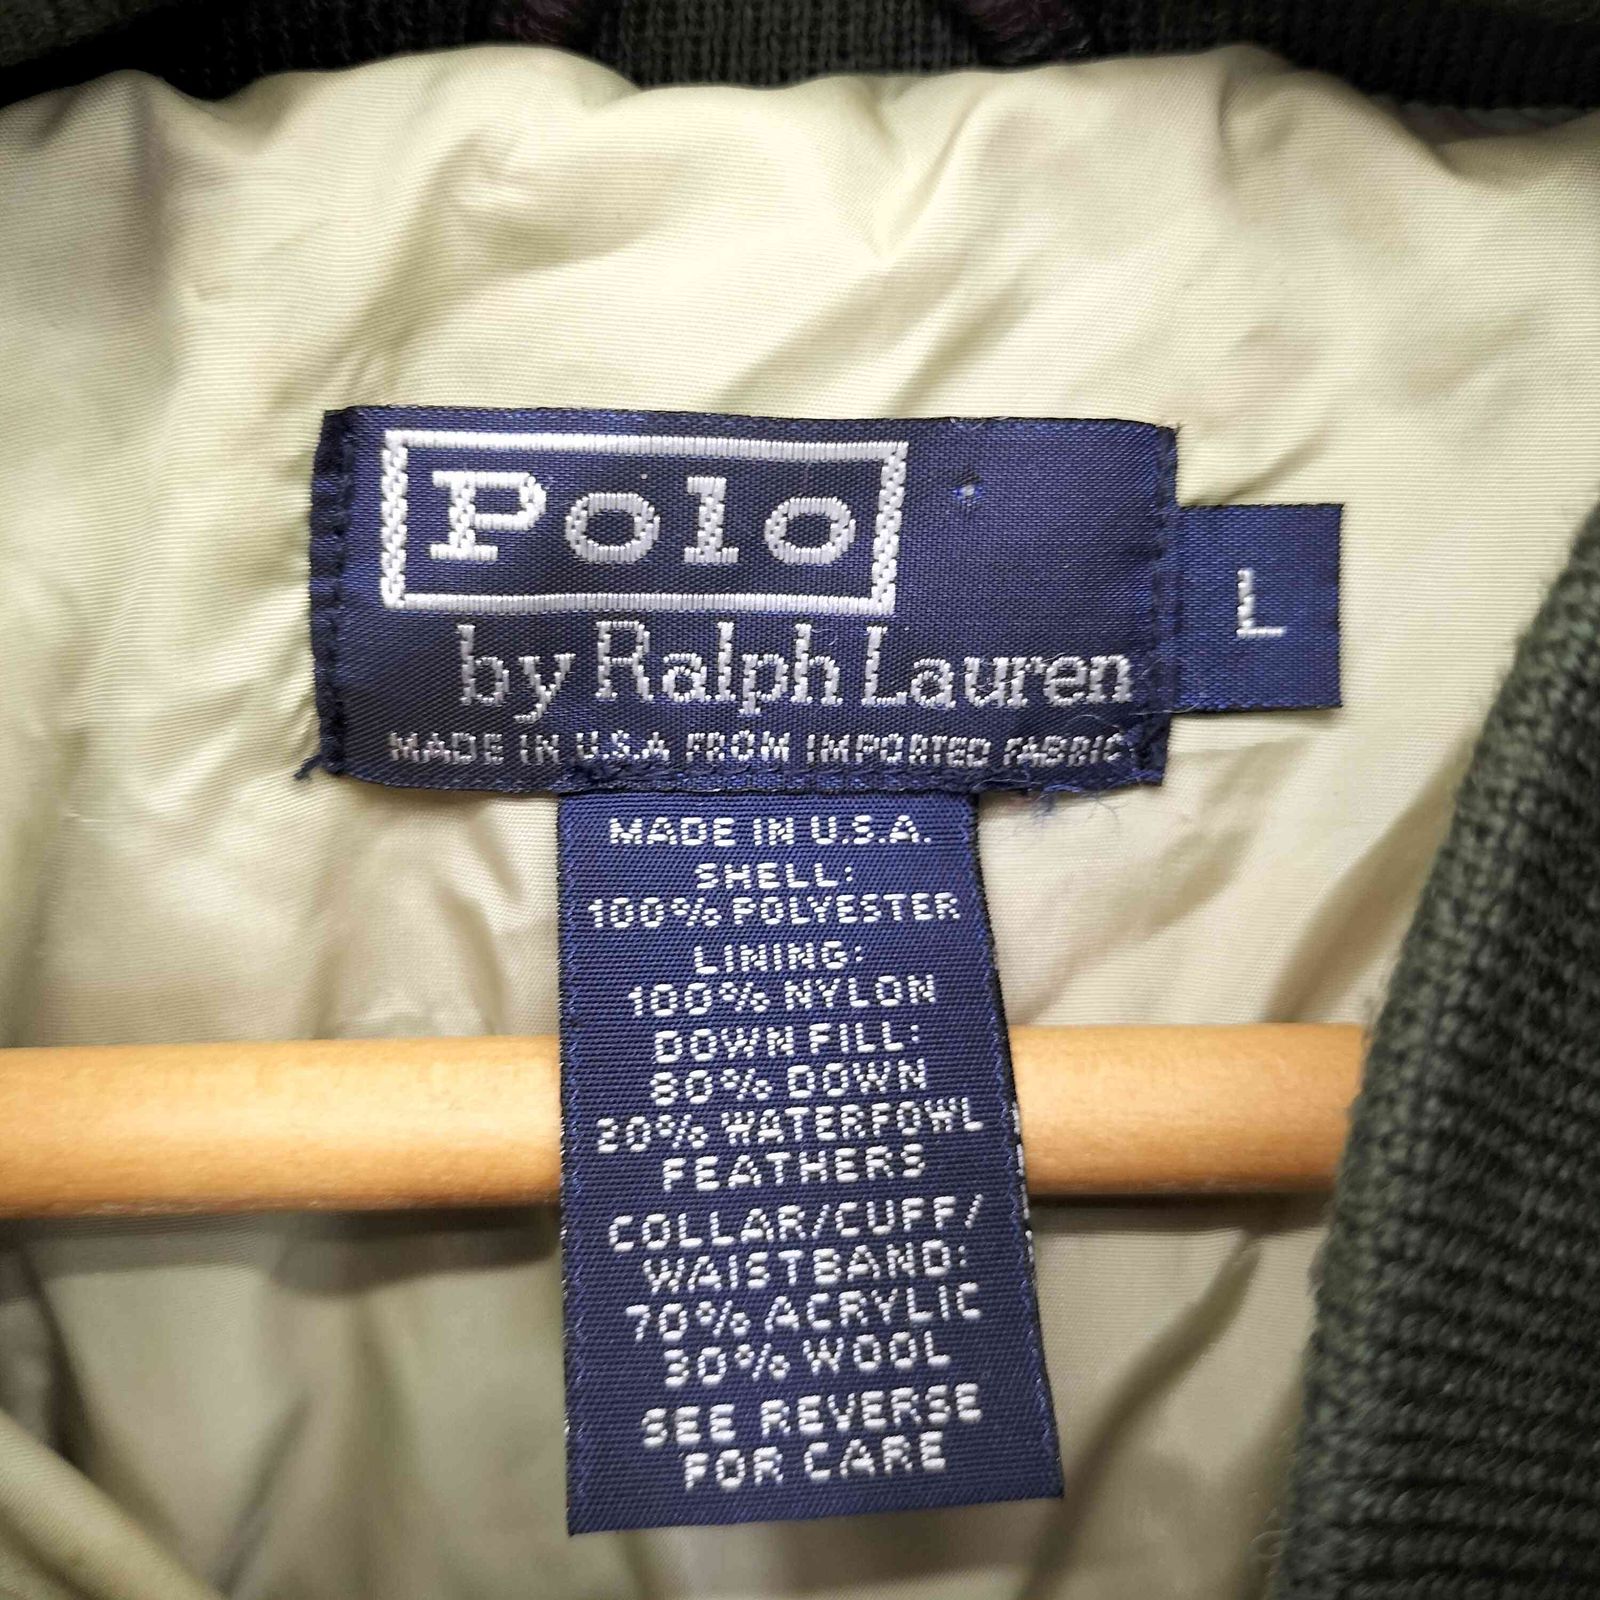 Polo
by Ralph Lauren
MADE IN U.S.A FROM IMPORTED FABRIC
L
MADE IN U.S.A.
SHELL:
100% POLYESTER
LINING:
100% NYLON
DOWN FILL:
80% DOWN
20% WATERFOWL
FEATHERS
COLLAR/CUFF/
WAISTBAND:
70% ACRYLIC
30% WOOL
SEE REVERSE
FOR CARE